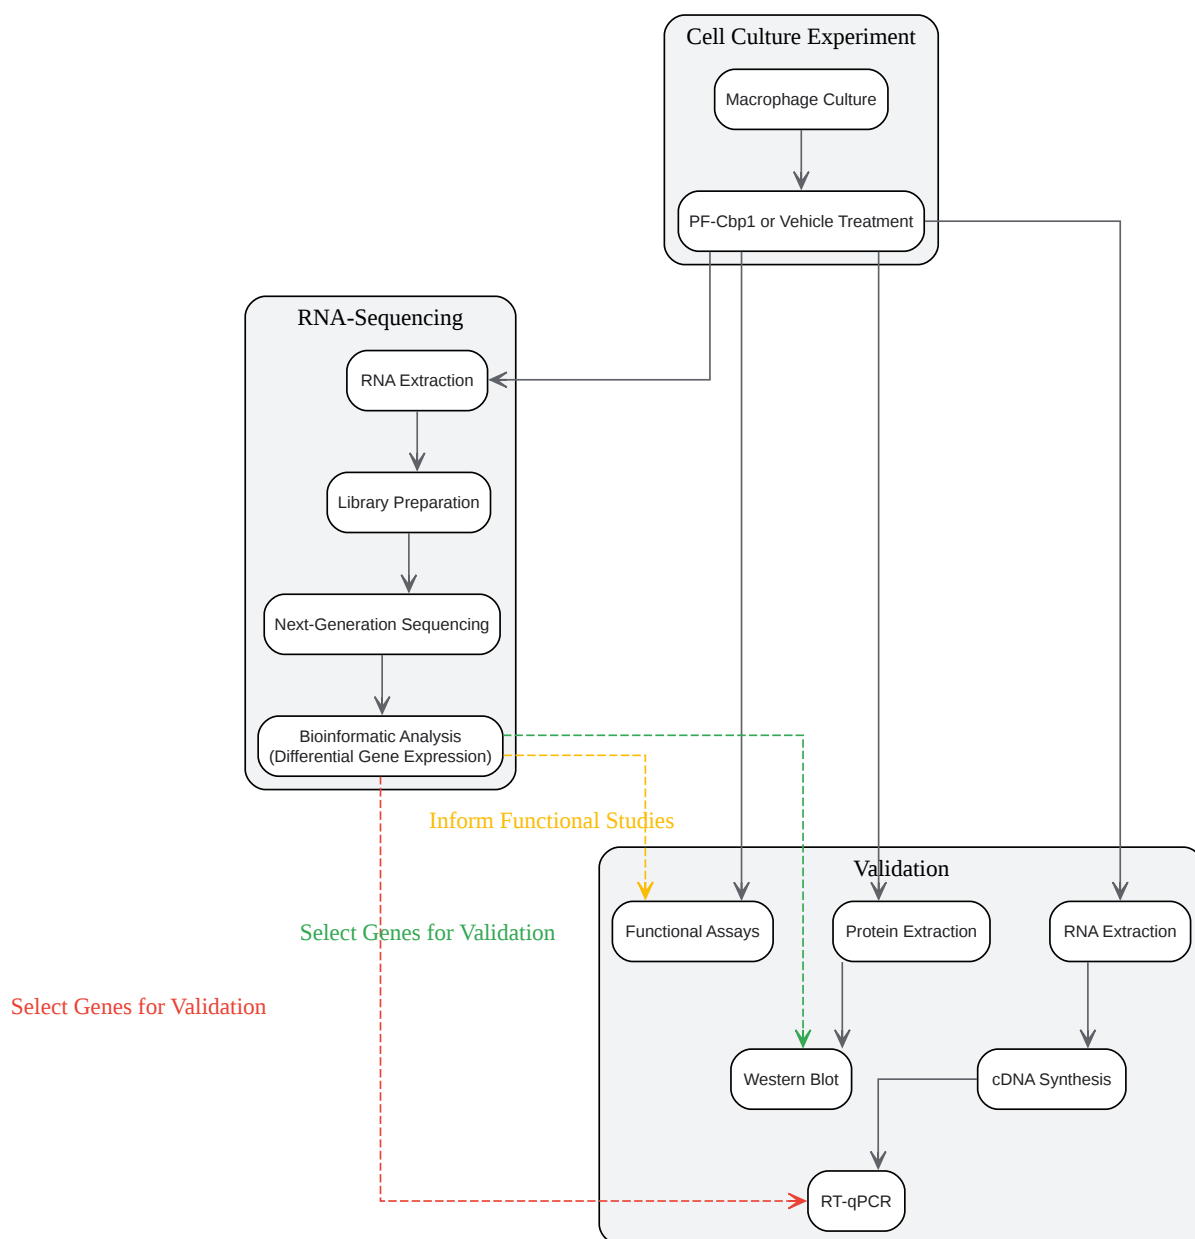 Cell Culture Experiment
Macrophage Culture
PF-Cbp1 or Vehicle Treatment
RNA-Sequencing
RNA Extraction
Library Preparation
Next-Generation Sequencing
Bioinformatic Analysis
(Differential Gene Expression)
Inform Functional Studies
Select Genes for Validation
Select Genes for Validation
Validation
Functional Assays
Protein Extraction
RNA Extraction
Western Blot
cDNA Synthesis
RT-qPCR